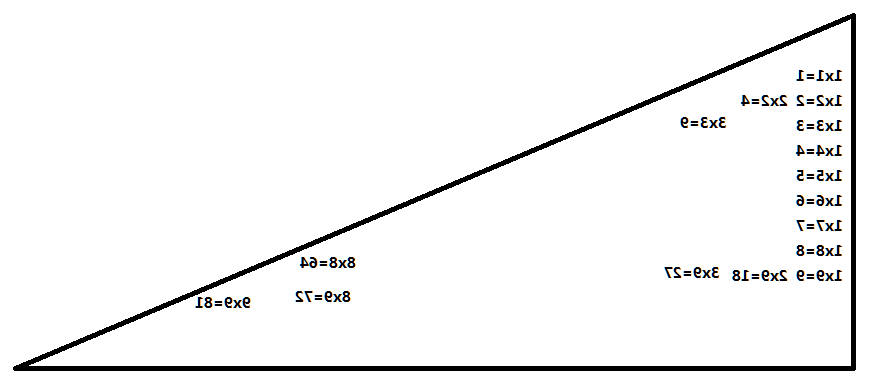 1x1=1
1x2=2 2x2=4
3x3=9
1x3=3
1x4=4
1x5=5
1x6=6
1x7=7
1x8=8
8x8=64
1x9=9 2x9=18 3x9=27
8x9=72 9x9=81